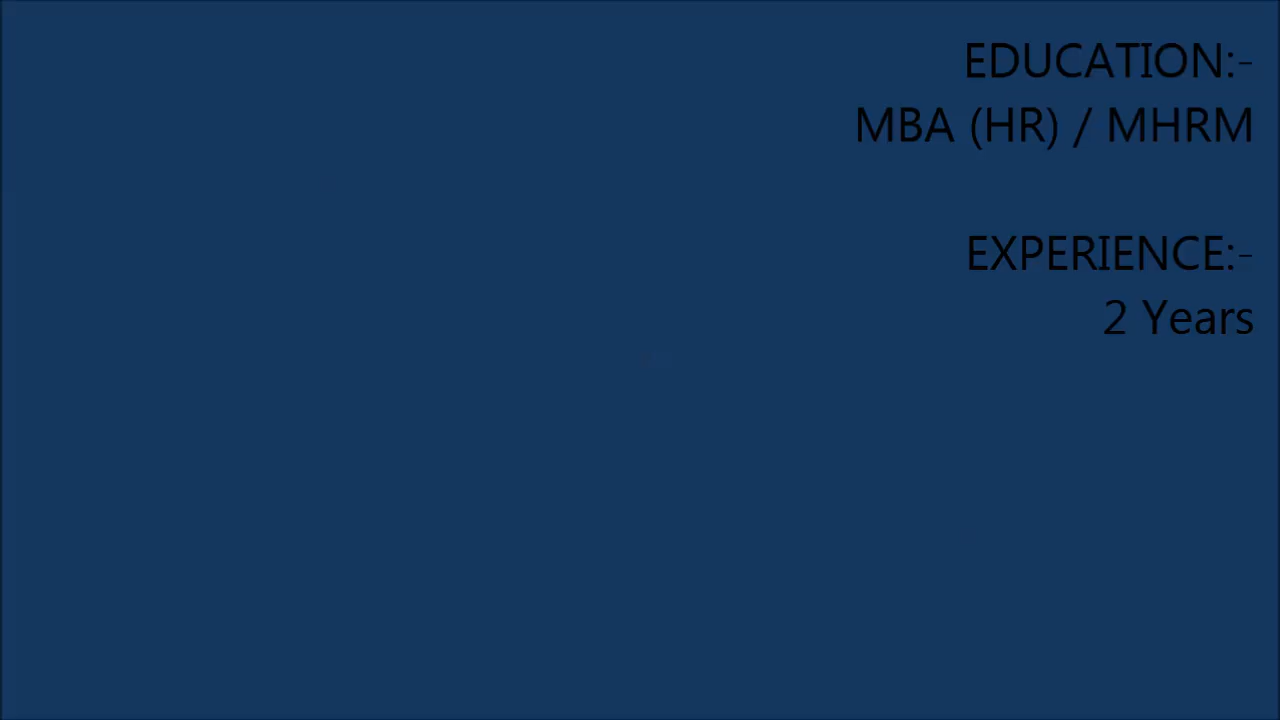 EDUCATION:-
MBA (HR) / MHRM
EXPERIENCE:-
2 Years